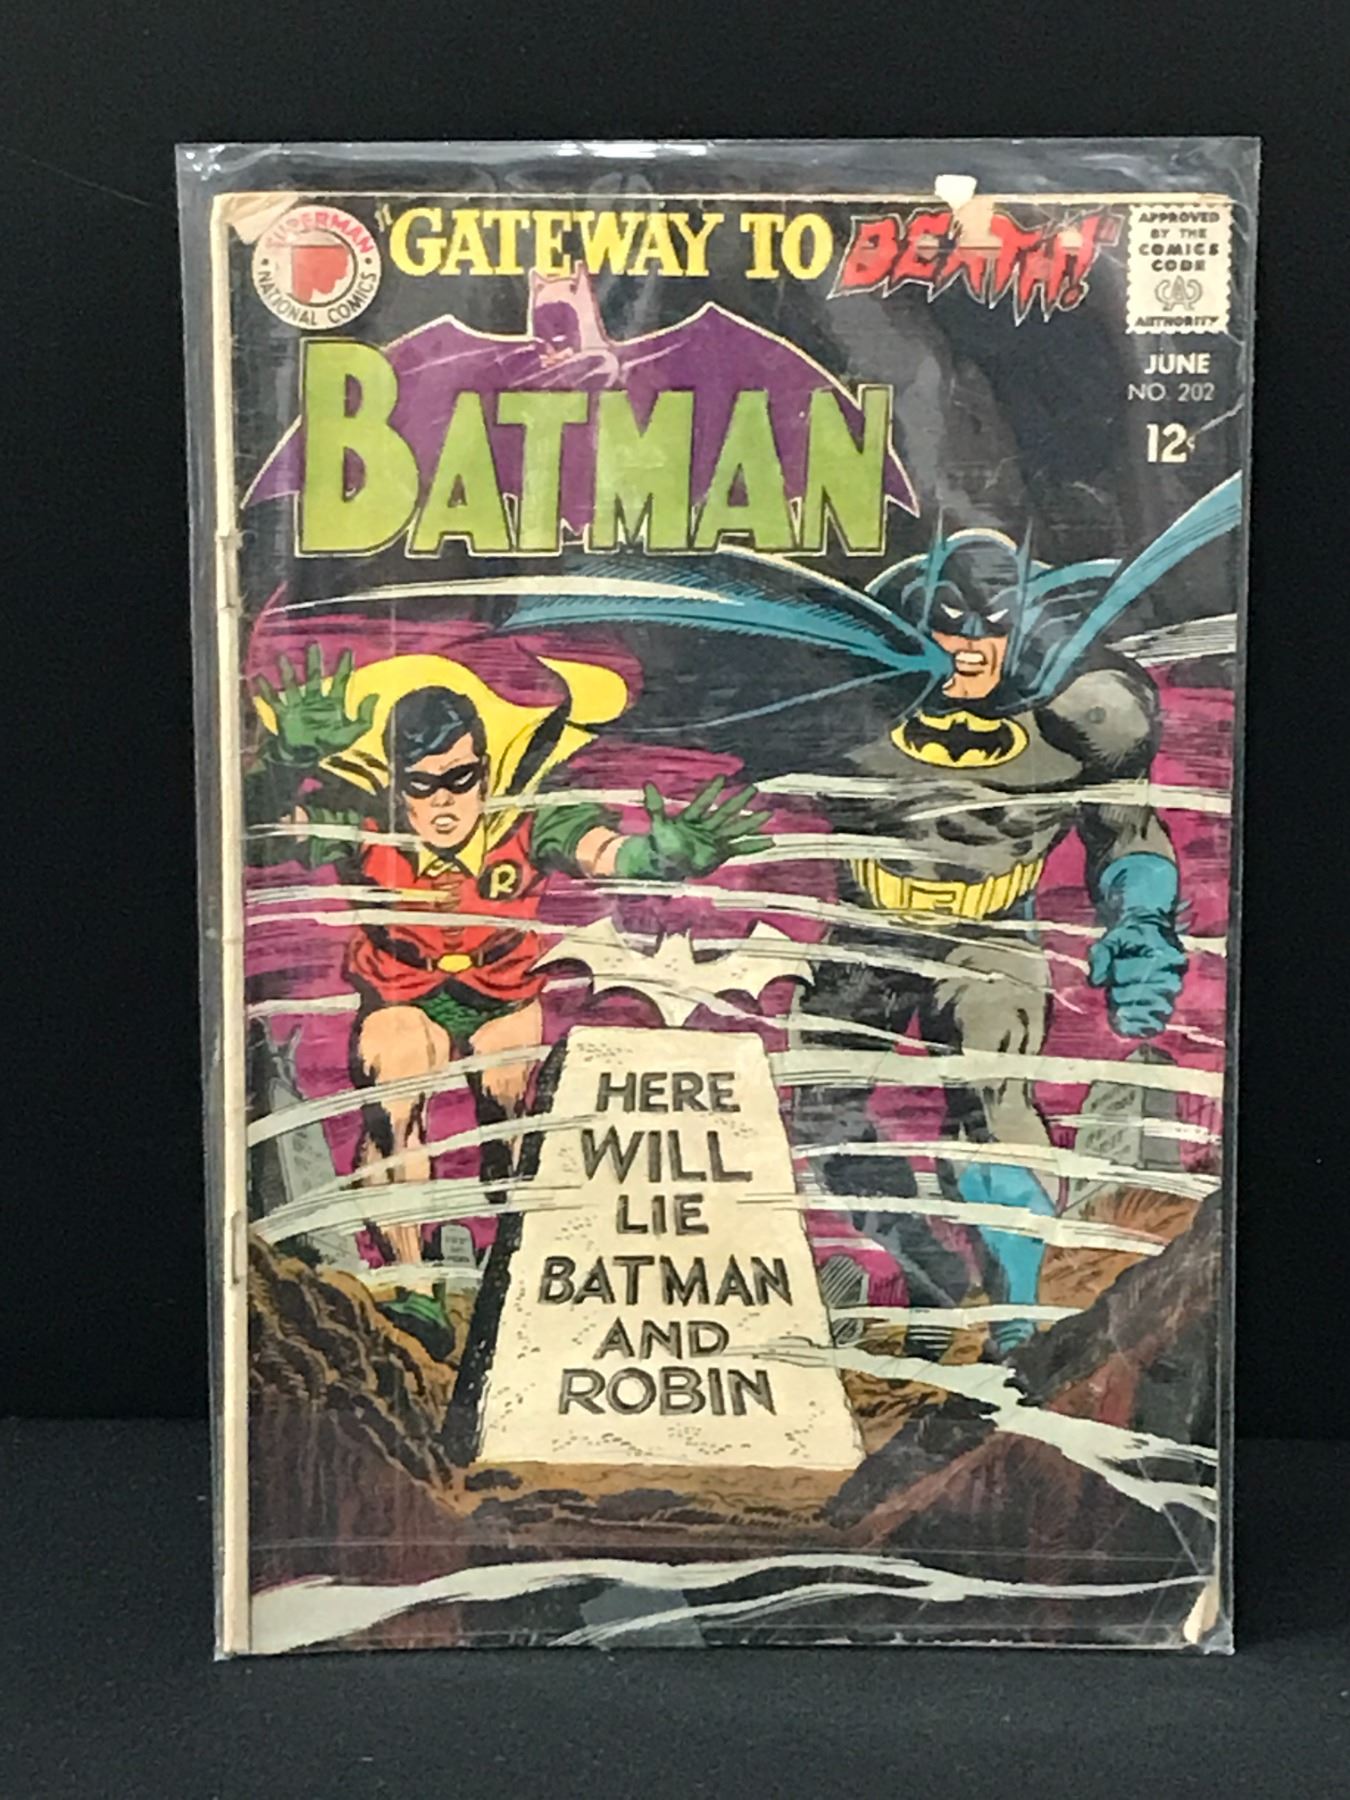 SUPERMAN
NATIONAL COMICS
"GATEWAY TO DEATH!"
APPROVED
BY THE
COMICS
CODE
AUTHORITY
JUNE
NO. 202
12¢
BATMAN
R
HERE
WILL
LIE
BATMAN
AND
ROBIN